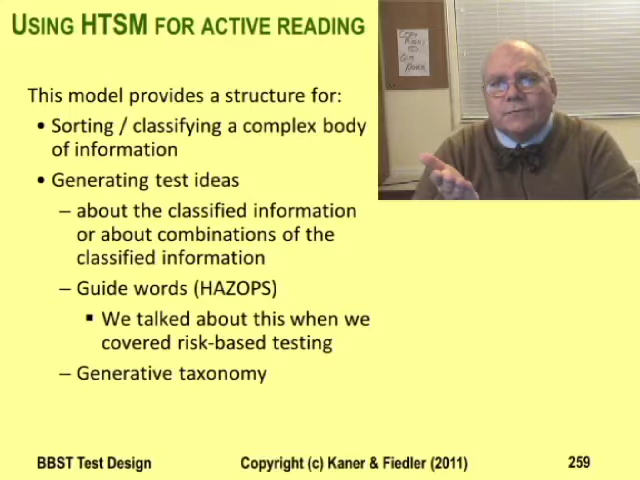 USING HTSM FOR ACTIVE READING
This model provides a structure for:
• Sorting / classifying a complex body
of information
• Generating test ideas
– about the classified information
or about combinations of the
classified information
– Guide words (HAZOPS)
▪ We talked about this when we
covered risk-based testing
– Generative taxonomy
BBST Test Design
Copyright (c) Kaner & Fiedler (2011)
259